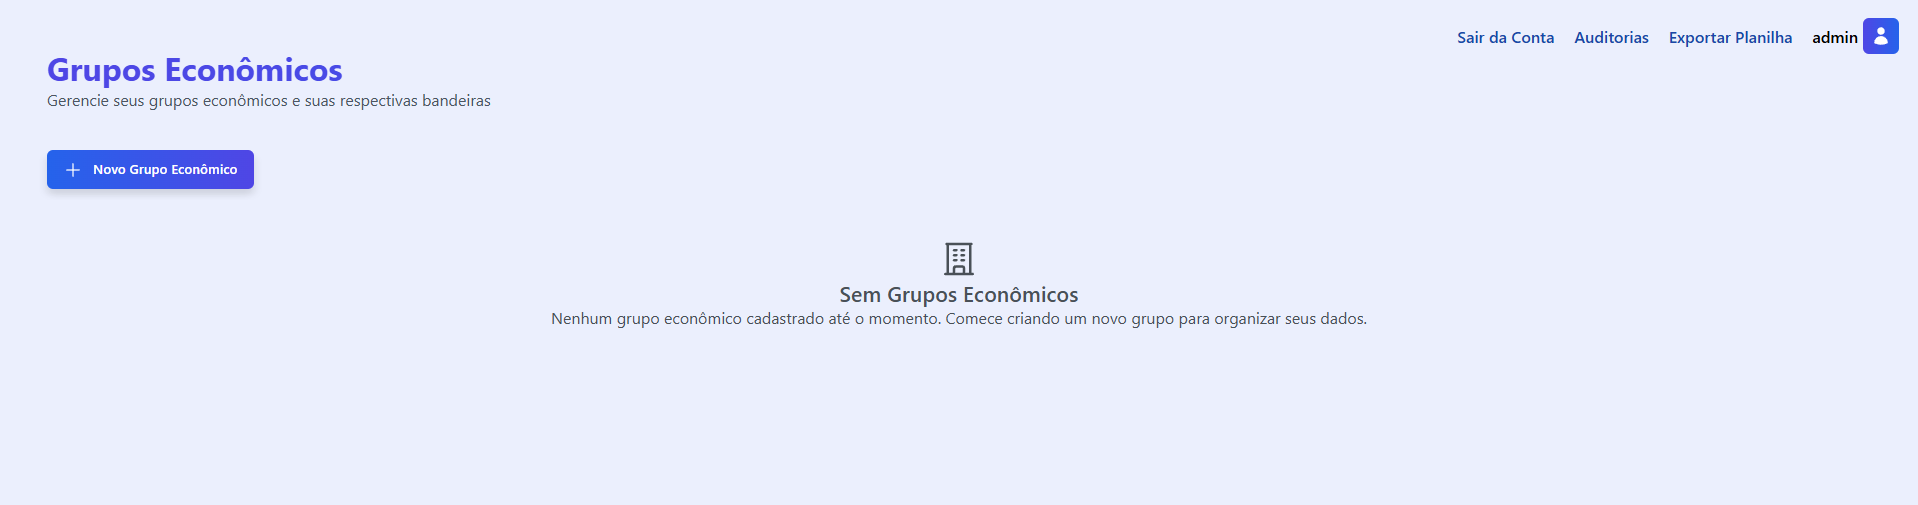 Sair da Conta Auditorias Exportar Planilha admin
Grupos Econômicos
Gerencie seus grupos econômicos e suas respectivas bandeiras
Novo Grupo Econômico
Sem Grupos Econômicos
Nenhum grupo econômico cadastrado até o momento. Comece criando um novo grupo para organizar seus dados.